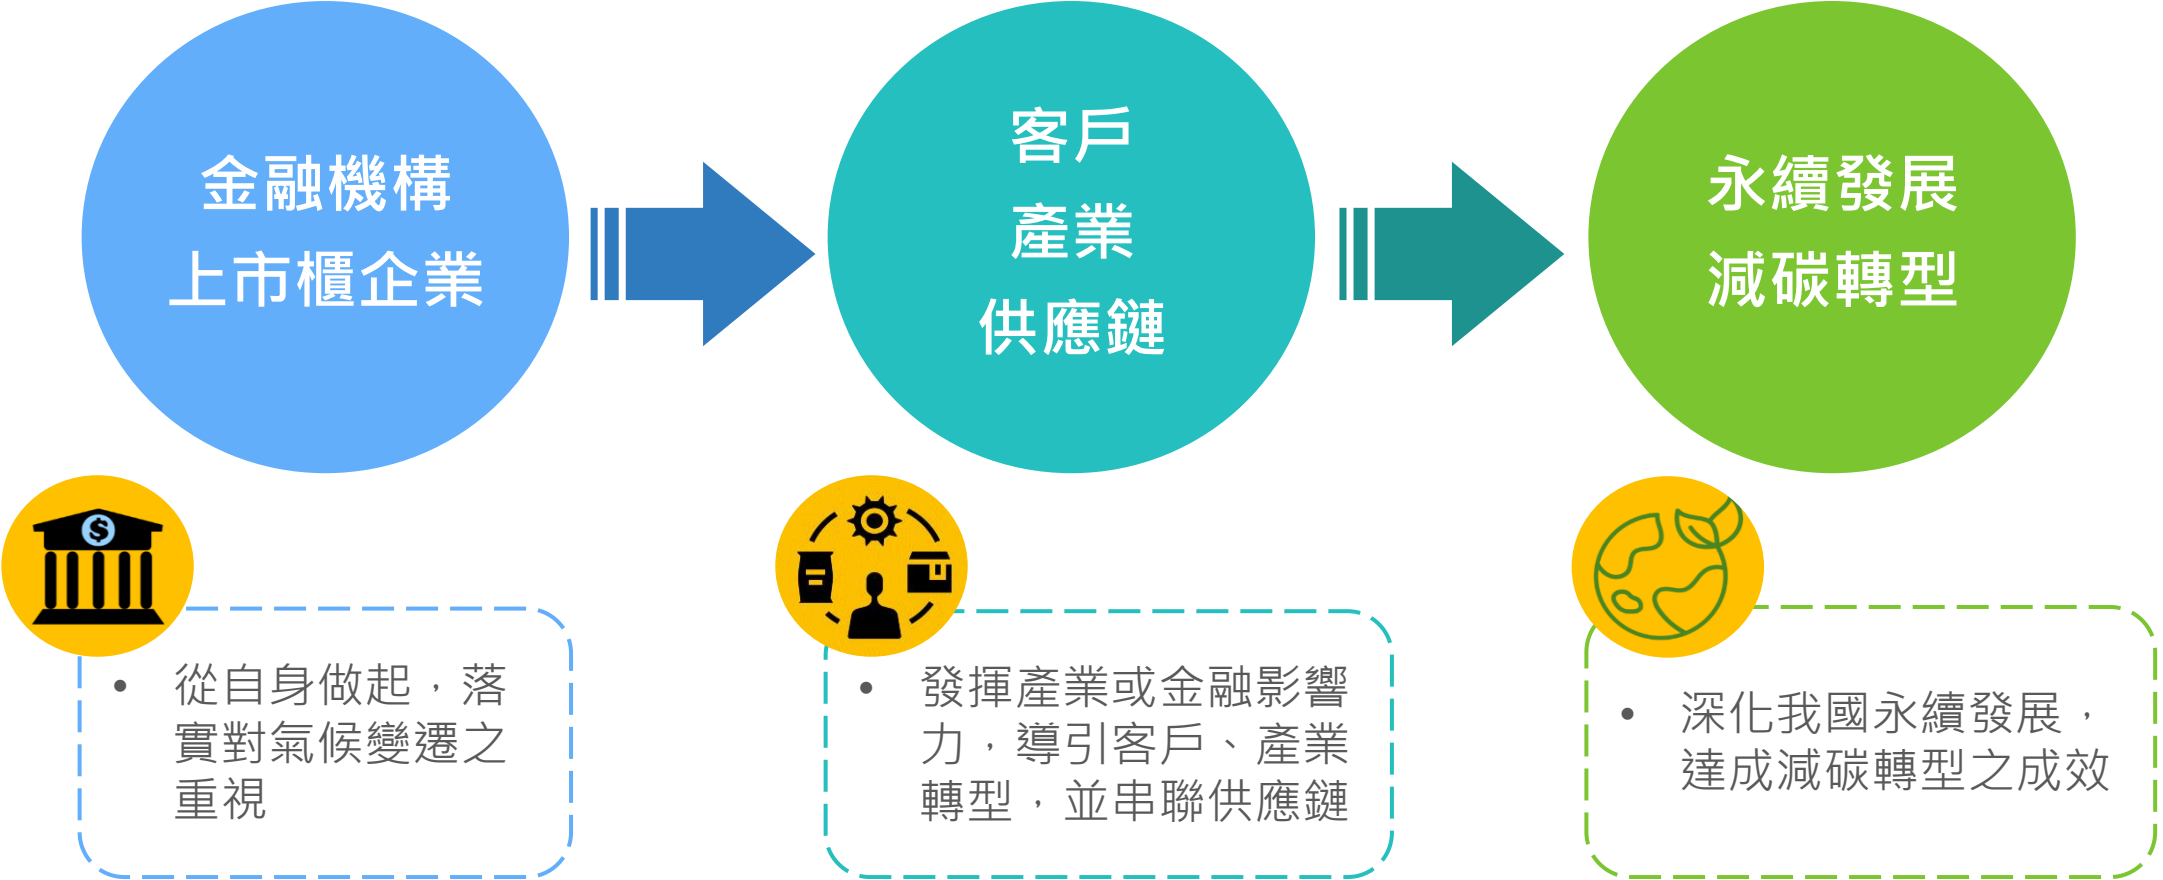 金融機構
上市櫃企業
客戶
產業
供應鏈
永續發展
減碳轉型
$
• 從自身做起，落
實對氣候變遷之
重視
• 發揮產業或金融影響
力，導引客戶、產業
轉型，並串聯供應鏈
• 深化我國永續發展，
達成減碳轉型之成效